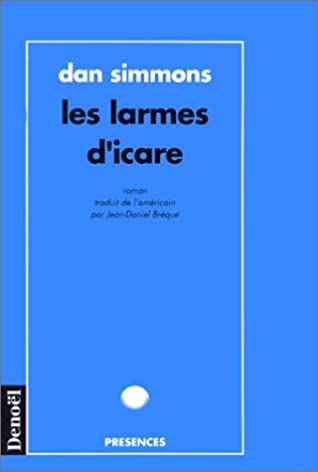 dan simmons
les larmes
d'icare
roman
traduit de l'américain
par Jean-Daniel Brèque
Denoël
PRESENCES